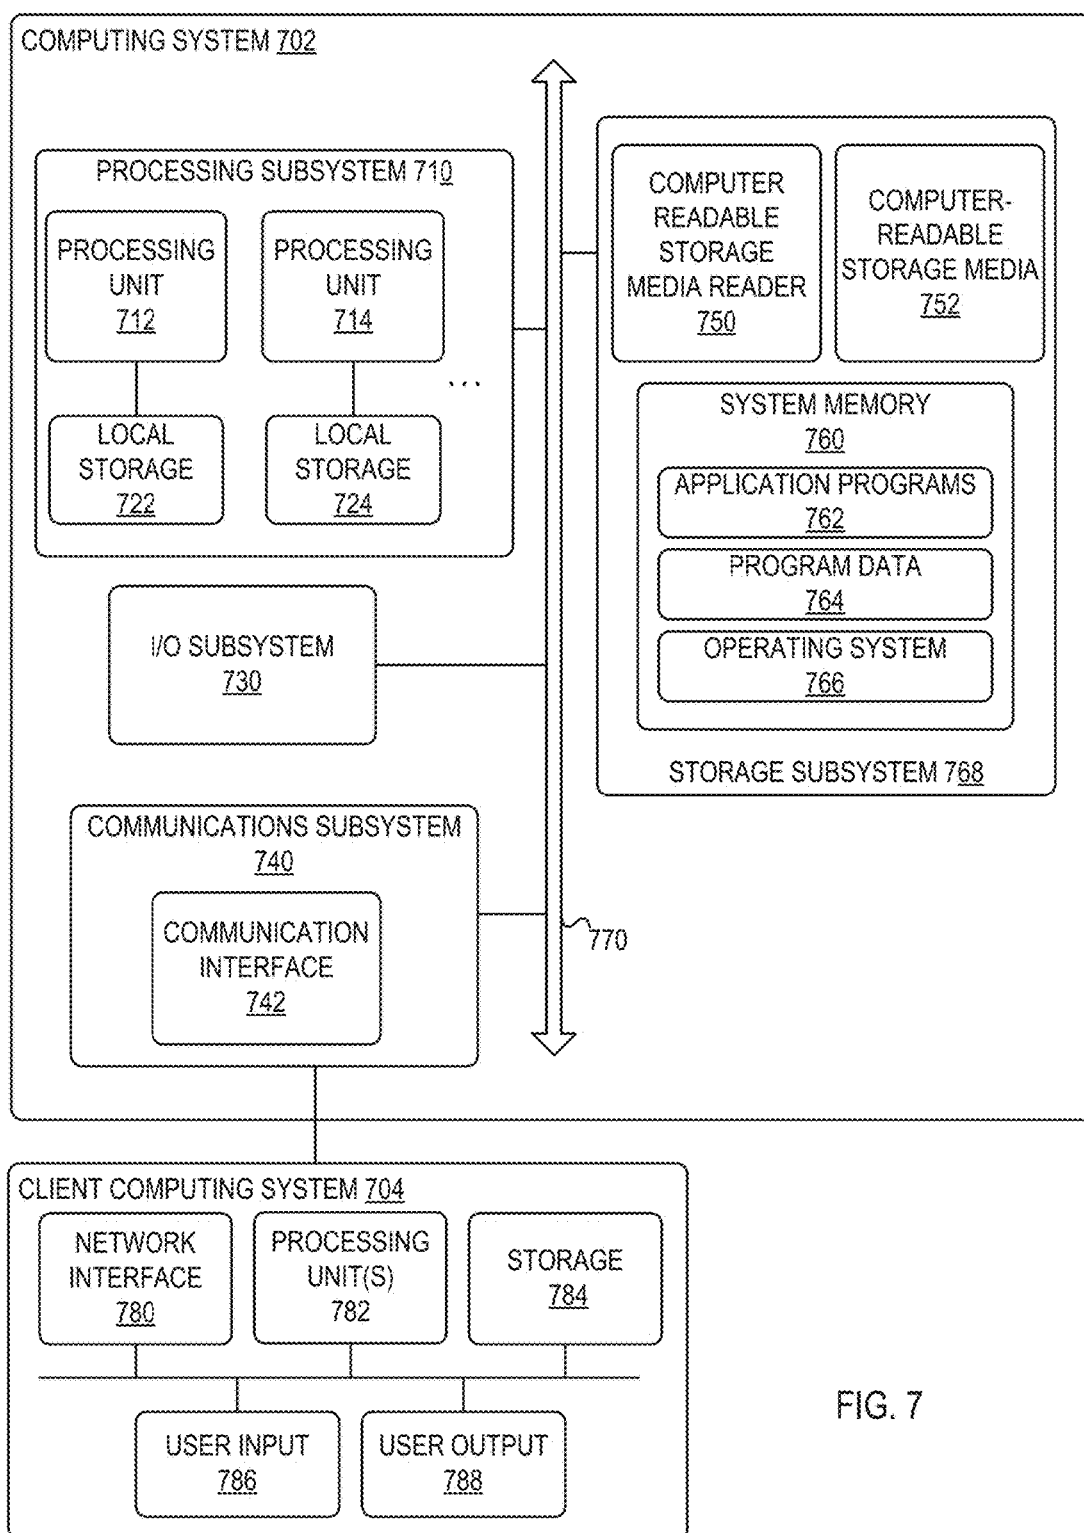 COMPUTING SYSTEM 702
PROCESSING SUBSYSTEM 710
PROCESSING
UNIT
712
PROCESSING
UNIT
714
...
LOCAL
STORAGE
722
LOCAL
STORAGE
724
COMPUTER
READABLE
STORAGE
MEDIA READER
750
COMPUTER-
READABLE
STORAGE MEDIA
752
SYSTEM MEMORY
760
APPLICATION PROGRAMS
762
PROGRAM DATA
764
OPERATING SYSTEM
766
STORAGE SUBSYSTEM 768
I/O SUBSYSTEM
730
COMMUNICATIONS SUBSYSTEM
740
COMMUNICATION
INTERFACE
742
770
CLIENT COMPUTING SYSTEM 704
NETWORK
INTERFACE
780
PROCESSING
UNIT(S)
782
STORAGE
784
USER INPUT
786
USER OUTPUT
788
FIG. 7